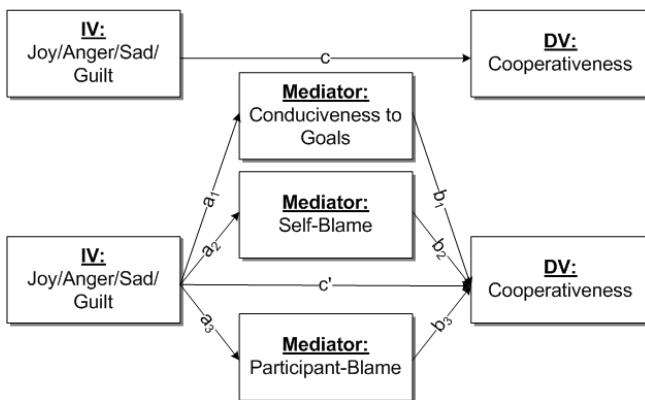 IV:
Joy/Anger/Sad/
Guilt
c
DV:
Cooperativeness
Mediator:
Conduciveness to
Goals
a1
b1
Mediator:
Self-Blame
a2
b2
IV:
Joy/Anger/Sad/
Guilt
c'
DV:
Cooperativeness
a3
b3
Mediator:
Participant-Blame